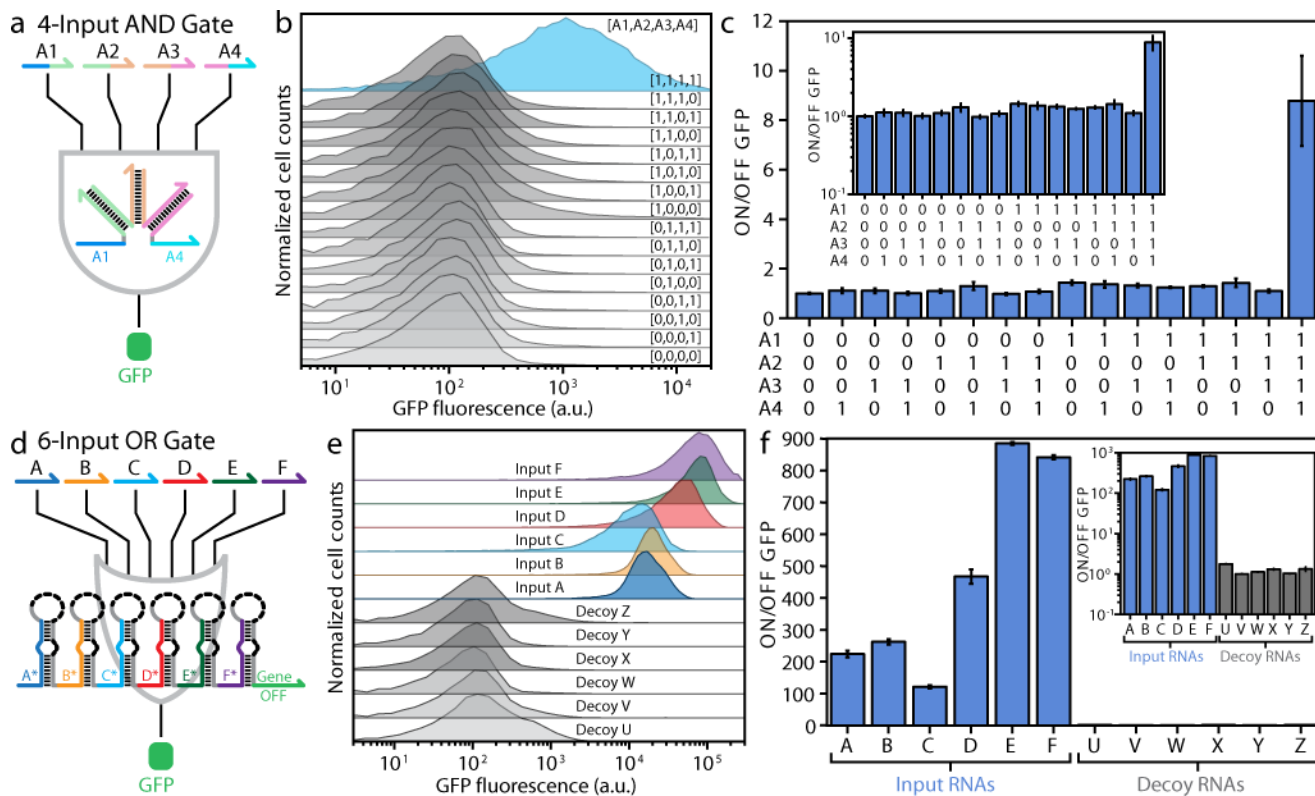 a 4-Input AND Gate
A1 A2 A3 A4
A1 A4
GFP
b
Normalized cell counts
[A1,A2,A3,A4]
[1,1,1,1]
[1,1,1,0]
[1,1,0,1]
[1,1,0,0]
[1,0,1,1]
[1,0,1,0]
[1,0,0,1]
[1,0,0,0]
[0,1,1,1]
[0,1,1,0]
[0,1,0,1]
[0,1,0,0]
[0,0,1,1]
[0,0,1,0]
[0,0,0,1]
[0,0,0,0]
10¹ 10² 10³ 10⁴
GFP fluorescence (a.u.)
c
ON/OFF GFP
12
10
8
6
4
2
0
ON/OFF GFP
10¹
10⁰
10⁻¹
A1 0 0 0 0 0 0 0 0 1 1 1 1 1 1 1 1
A2 0 0 0 0 1 1 1 1 0 0 0 0 1 1 1 1
A3 0 0 1 1 0 0 1 1 0 0 1 1 0 0 1 1
A4 0 1 0 1 0 1 0 1 0 1 0 1 0 1 0 1
A1 0 0 0 0 0 0 0 0 1 1 1 1 1 1 1 1
A2 0 0 0 0 1 1 1 1 0 0 0 0 1 1 1 1
A3 0 0 1 1 0 0 1 1 0 0 1 1 0 0 1 1
A4 0 1 0 1 0 1 0 1 0 1 0 1 0 1 0 1
d 6-Input OR Gate
A B C D E F
A* B* C* D* E* F* Gene
OFF
GFP
e
Normalized cell counts
Input F
Input E
Input D
Input C
Input B
Input A
Decoy Z
Decoy Y
Decoy X
Decoy W
Decoy V
Decoy U
10¹ 10² 10³ 10⁴ 10⁵
GFP fluorescence (a.u.)
f
ON/OFF GFP
900
800
700
600
500
400
300
200
100
0
A B C D E F U V W X Y Z
Input RNAs Decoy RNAs
ON/OFF GFP
10³
10²
10¹
10⁰
10⁻¹
A B C D E F U V W X Y Z
Input RNAs Decoy RNAs